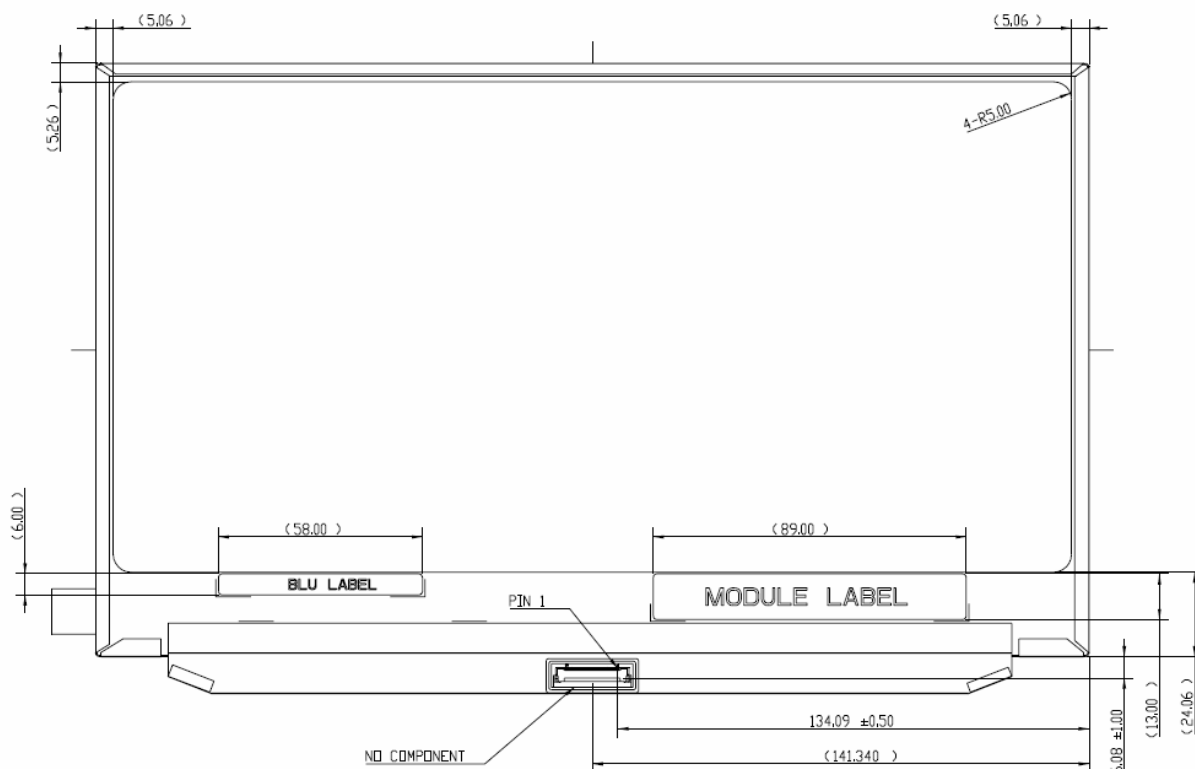 (5.06)
(5.06)
(5.26)
4-R5.00
(6.00)
(58.00)
(89.00)
BLU LABEL
MODULE LABEL
PIN 1
134.09 ±0.50
(141.340)
NO COMPONENT
±1.00
(13.00)
(24.06)